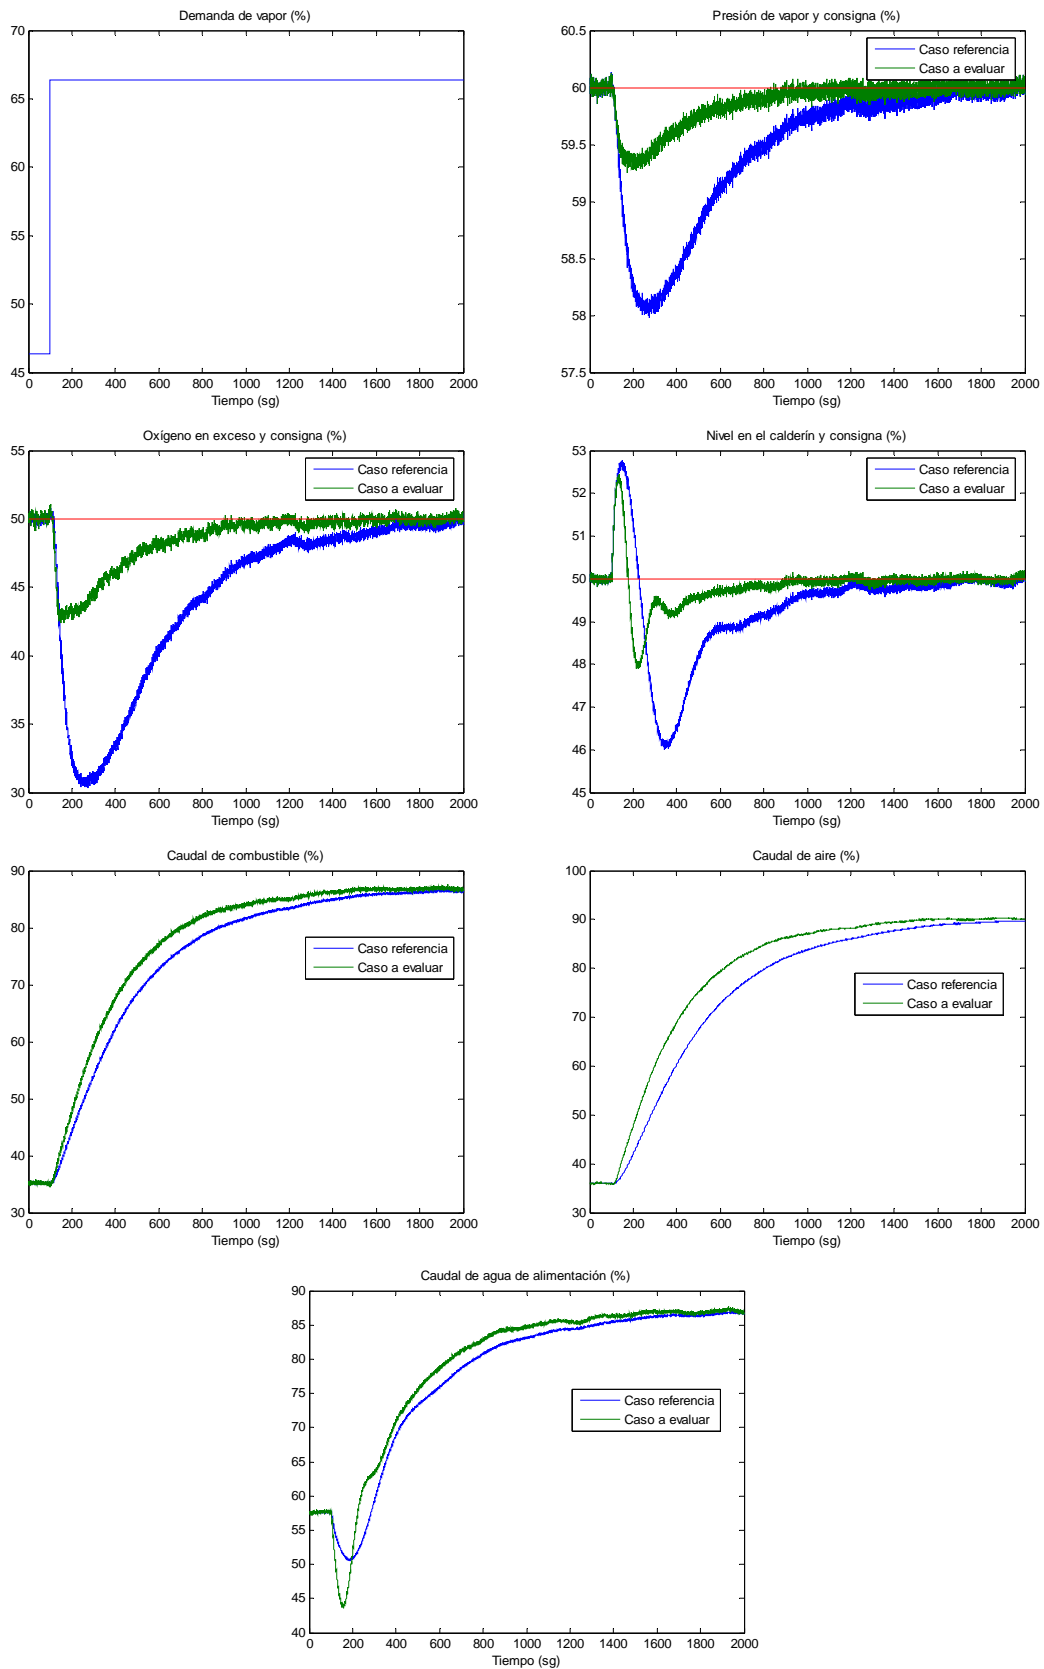 Demanda de vapor (%)
70
65
60
55
50
45
0 200 400 600 800 1000 1200 1400 1600 1800 2000
Tiempo (sg)
Presión de vapor y consigna (%)
60.5
60
59.5
59
58.5
58
57.5
0 200 400 600 800 1000 1200 1400 1600 1800 2000
Tiempo (sg)
Caso referencia
Caso a evaluar
Oxígeno en exceso y consigna (%)
55
50
45
40
35
30
0 200 400 600 800 1000 1200 1400 1600 1800 2000
Tiempo (sg)
Caso referencia
Caso a evaluar
Nivel en el calderín y consigna (%)
53
52
51
50
49
48
47
46
45
0 200 400 600 800 1000 1200 1400 1600 1800 2000
Tiempo (sg)
Caso referencia
Caso a evaluar
Caudal de combustible (%)
90
80
70
60
50
40
30
0 200 400 600 800 1000 1200 1400 1600 1800 2000
Tiempo (sg)
Caso referencia
Caso a evaluar
Caudal de aire (%)
100
90
80
70
60
50
40
30
0 200 400 600 800 1000 1200 1400 1600 1800 2000
Tiempo (sg)
Caso referencia
Caso a evaluar
Caudal de agua de alimentación (%)
90
85
80
75
70
65
60
55
50
45
40
0 200 400 600 800 1000 1200 1400 1600 1800 2000
Tiempo (sg)
Caso referencia
Caso a evaluar